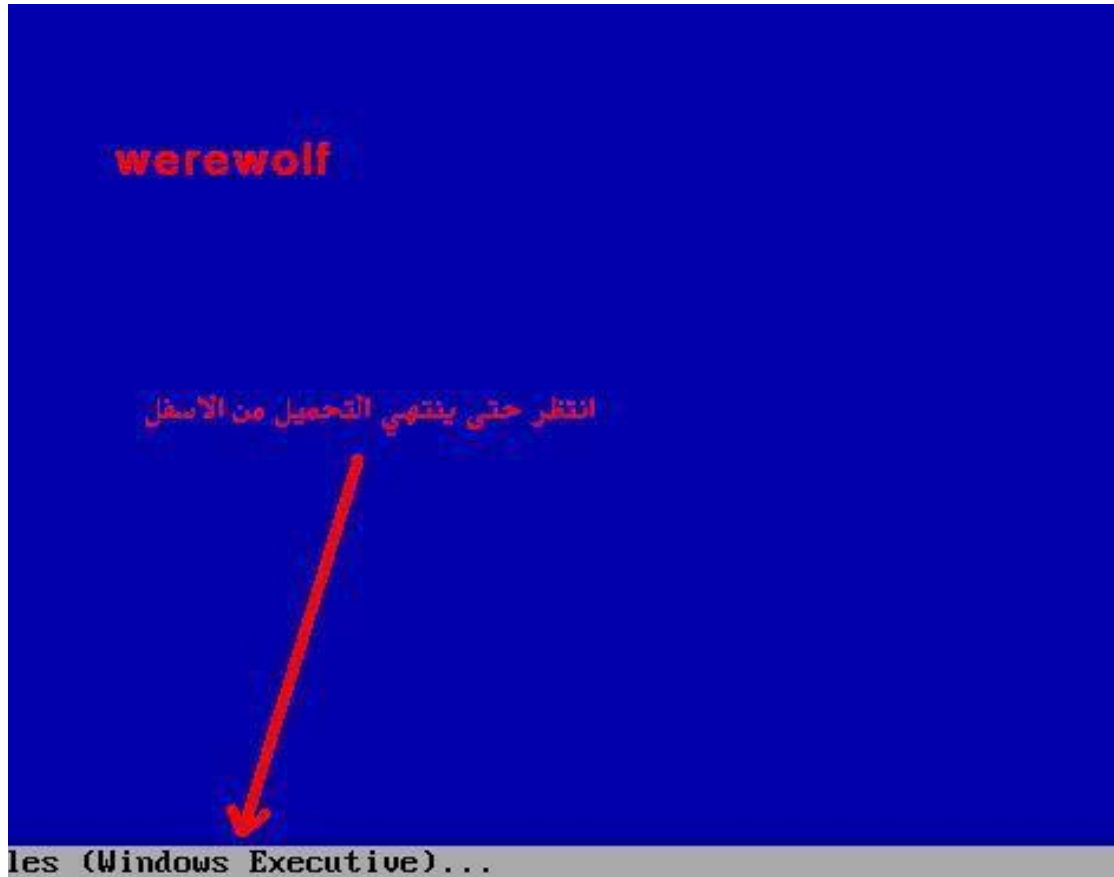 werewolf
انتظر حتى ينتهي التحميل من الاسفل
les (Windows Executive)...